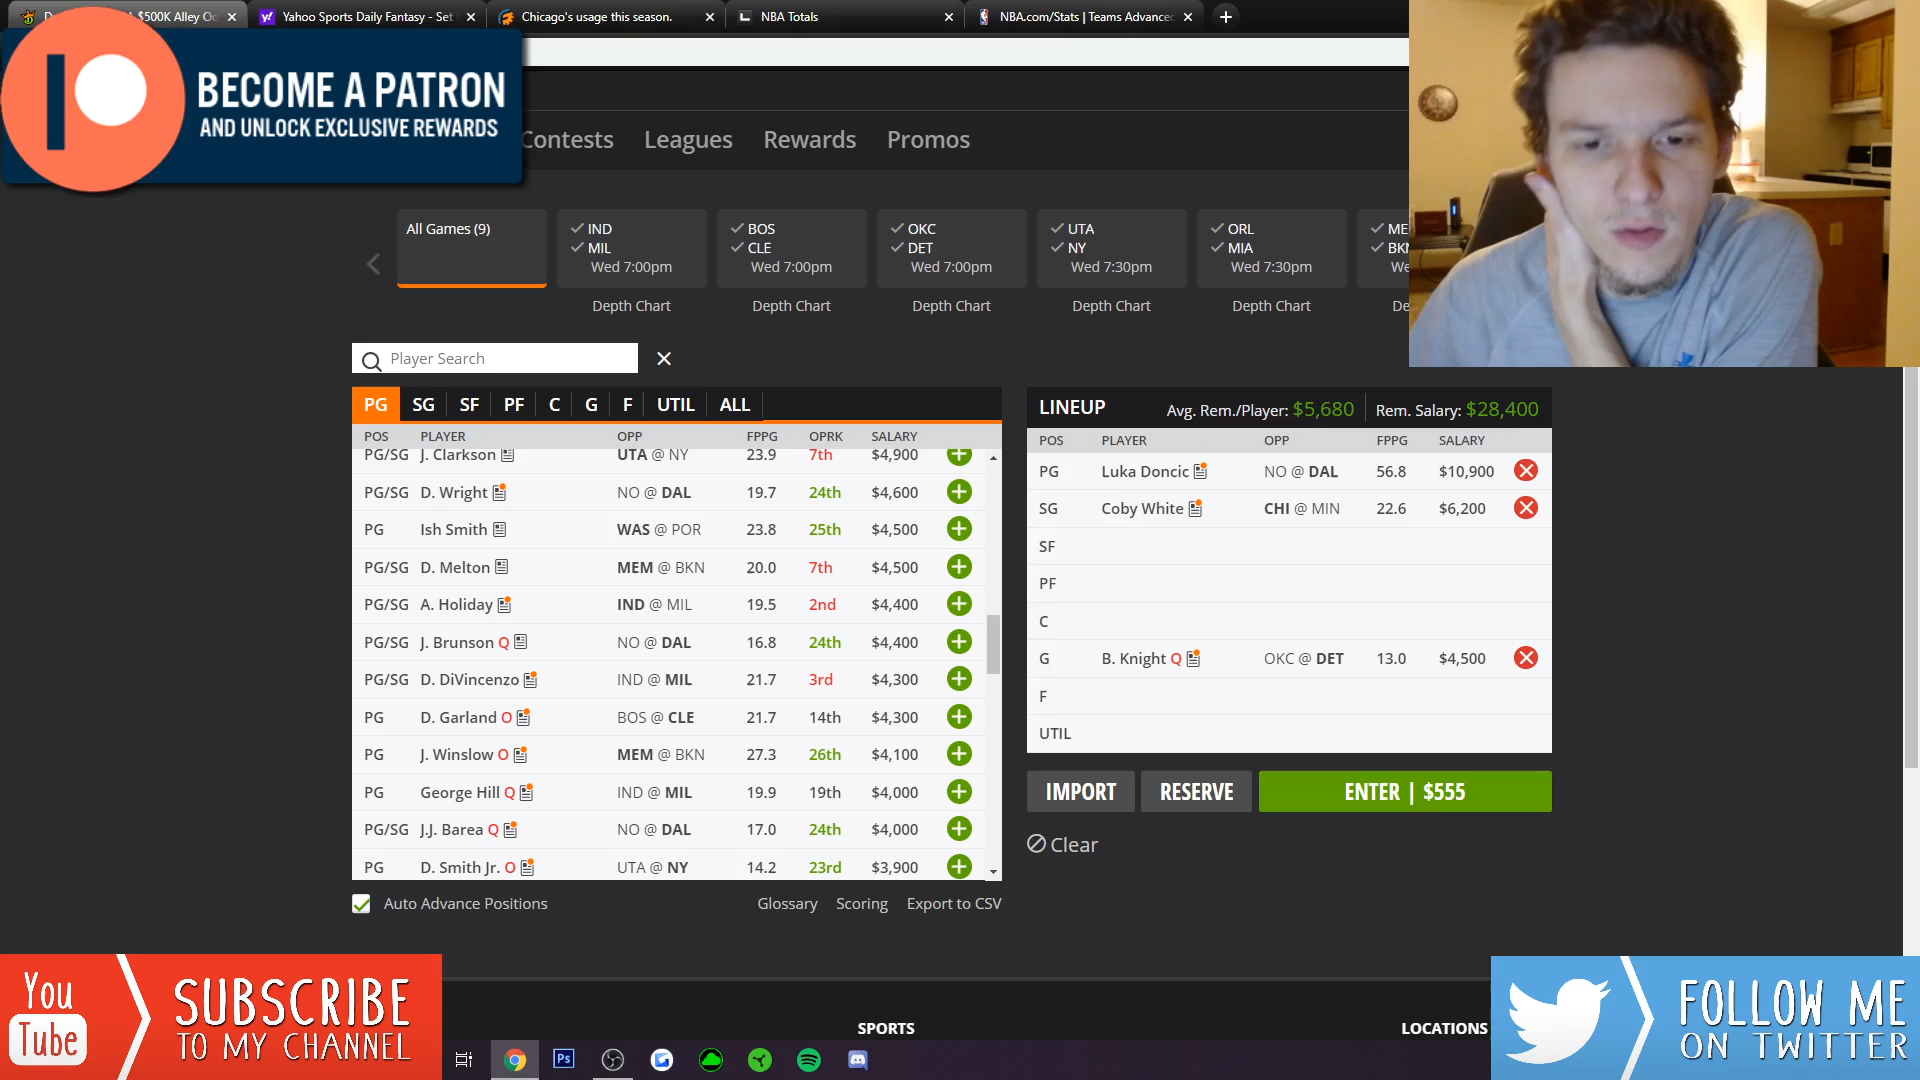 $500K Alley Oo
Yahoo Sports Daily Fantasy - Set
Chicago's usage this season.
NBA Totals
NBA.com/Stats | Teams Advanced
BECOME A PATRON
AND UNLOCK EXCLUSIVE REWARDS
Contests Leagues Rewards Promos
All Games (9)
IND
MIL
Wed 7:00pm
Depth Chart
BOS
CLE
Wed 7:00pm
Depth Chart
OKC
DET
Wed 7:00pm
Depth Chart
UTA
NY
Wed 7:30pm
Depth Chart
ORL
MIA
Wed 7:30pm
Depth Chart
Player Search
PG SG SF PF C G F UTIL ALL
POS PLAYER OPP FPPG OPRK SALARY
PG/SG J. Clarkson UTA @ NY 23.9 7th $4,900
PG/SG D. Wright NO @ DAL 19.7 24th $4,600
PG Ish Smith WAS @ POR 23.8 25th $4,500
PG/SG D. Melton MEM @ BKN 20.0 7th $4,500
PG/SG A. Holiday IND @ MIL 19.5 2nd $4,400
PG/SG J. Brunson Q NO @ DAL 16.8 24th $4,400
PG/SG D. DiVincenzo IND @ MIL 21.7 3rd $4,300
PG D. Garland O BOS @ CLE 21.7 14th $4,300
PG J. Winslow O MEM @ BKN 27.3 26th $4,100
PG George Hill Q IND @ MIL 19.9 19th $4,000
PG/SG J.J. Barea Q NO @ DAL 17.0 24th $4,000
PG D. Smith Jr. O UTA @ NY 14.2 23rd $3,900
Auto Advance Positions
Glossary Scoring Export to CSV
LINEUP Avg. Rem./Player: $5,680 Rem. Salary: $28,400
POS PLAYER OPP FPPG SALARY
PG Luka Doncic NO @ DAL 56.8 $10,900
SG Coby White CHI @ MIN 22.6 $6,200
SF
PF
C
G B. Knight Q OKC @ DET 13.0 $4,500
F
UTIL
IMPORT RESERVE ENTER | $555
Clear
SPORTS
LOCATIONS
You
Tube
SUBSCRIBE
TO MY CHANNEL
Ps
FOLLOW ME
ON TWITTER